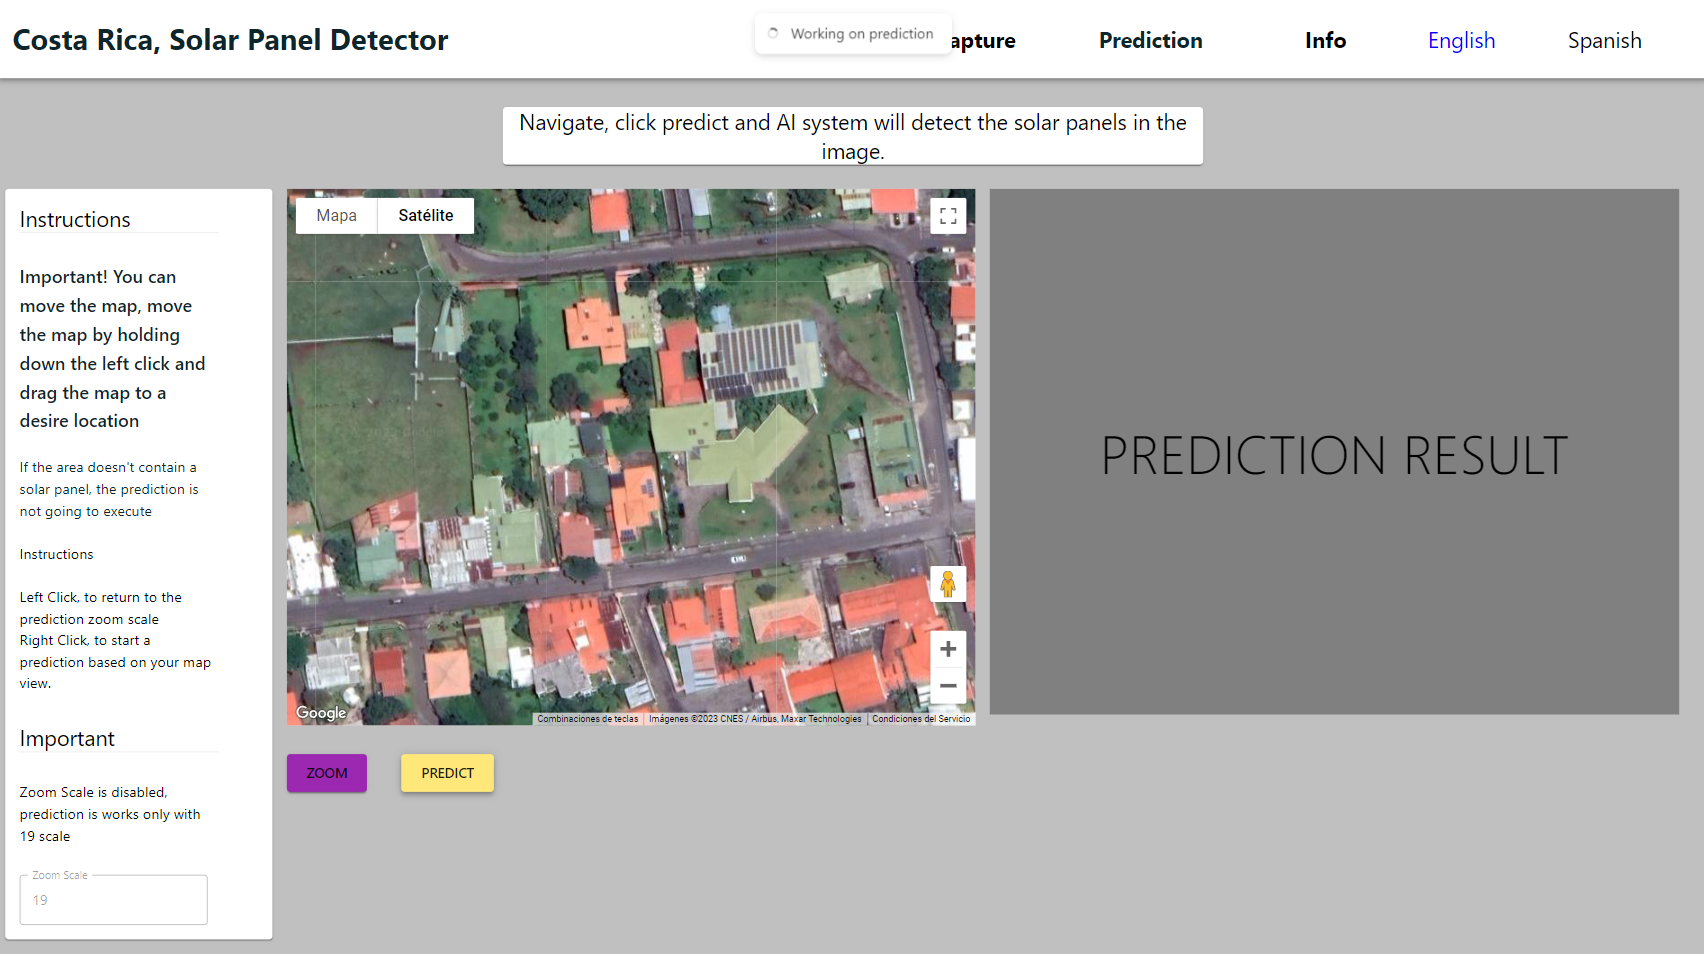 Costa Rica, Solar Panel Detector
Working on prediction
apture
Prediction
Info
English
Spanish
Navigate, click predict and AI system will detect the solar panels in the
image.
Instructions
Important! You can
move the map, move
the map by holding
down the left click and
drag the map to a
desire location
If the area doesn't contain a
solar panel, the prediction is
not going to execute
Instructions
Left Click, to return to the
prediction zoom scale
Right Click, to start a
prediction based on your map
view.
Important
Zoom Scale is disabled,
prediction is works only with
19 scale
Zoom Scale
19
Mapa
Satélite
Google
Combinaciones de teclas
Imágenes ©2023 CNES / Airbus, Maxar Technologies
Condiciones del Servicio
ZOOM
PREDICT
PREDICTION RESULT